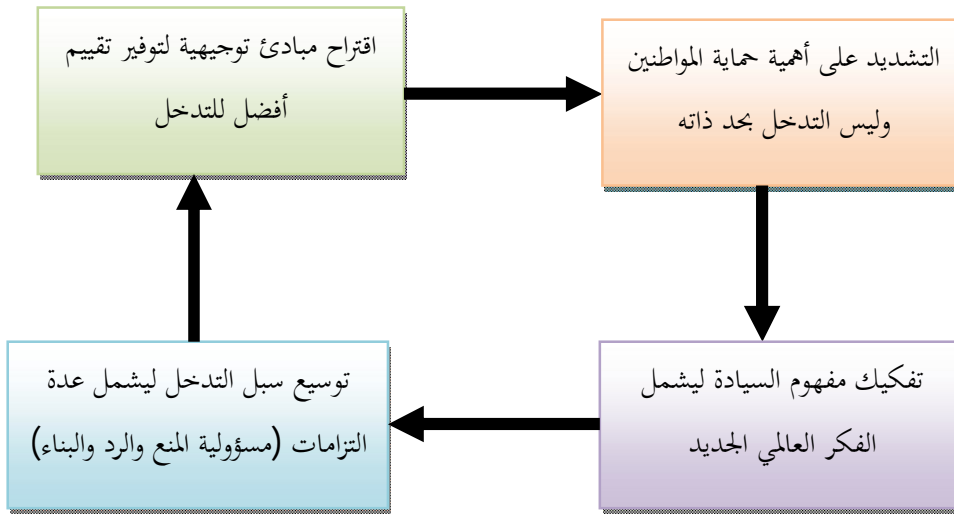 التشديد على أهمية حماية المواطنين
وليس التدخل بحد ذاته
اقتراح مبادئ توجيهية لتوفير تقييم
أفضل للتدخل
تفكيك مفهوم السيادة ليشمل
الفكر العالمي الجديد
توسيع سبل التدخل ليشمل عدة
التزامات (مسؤولية المنع والرد والبناء)